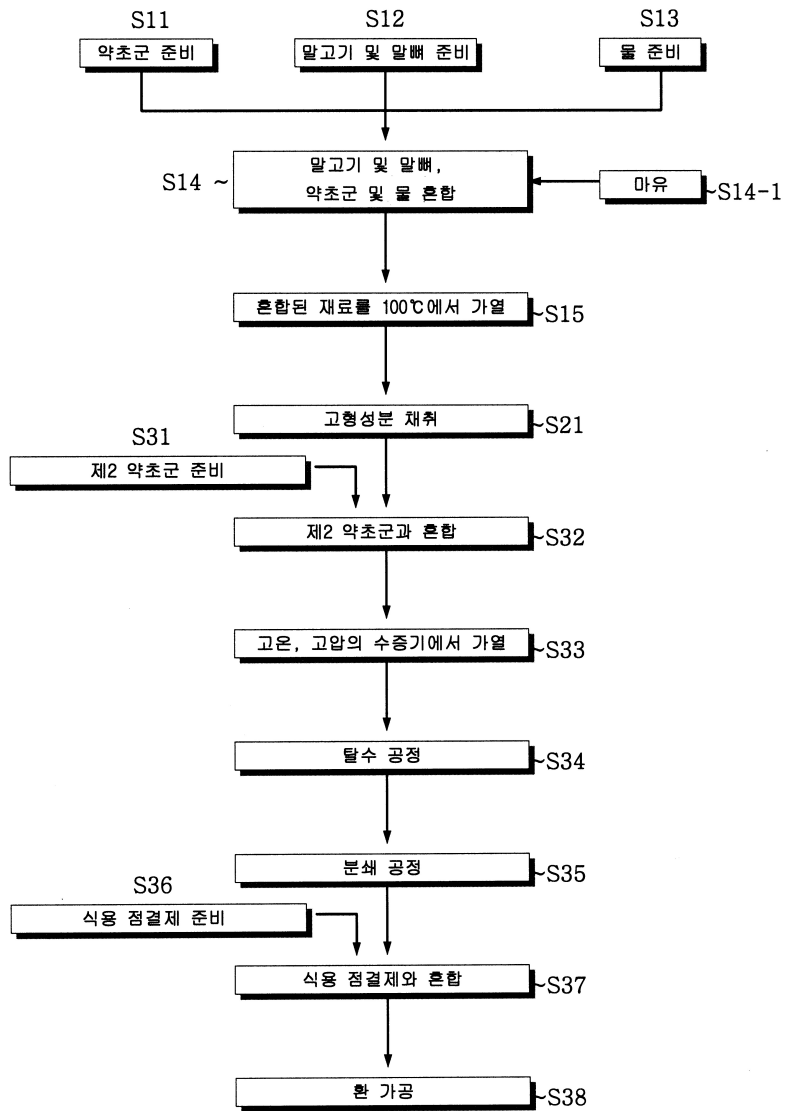 S11
S12
S13
약초군 준비
말고기 및 말뼈 준비
물 준비
S14 ~
말고기 및 말뼈,
약초군 및 물 혼합
마유
~S14-1
혼합된 재료를 100℃에서 가열
~S15
고형성분 채취
~S21
S31
제2 약초군 준비
제2 약초군과 혼합
~S32
고온, 고압의 수증기에서 가열
~S33
탈수 공정
~S34
분쇄 공정
~S35
S36
식용 점결제 준비
식용 점결제와 혼합
~S37
환 가공
~S38